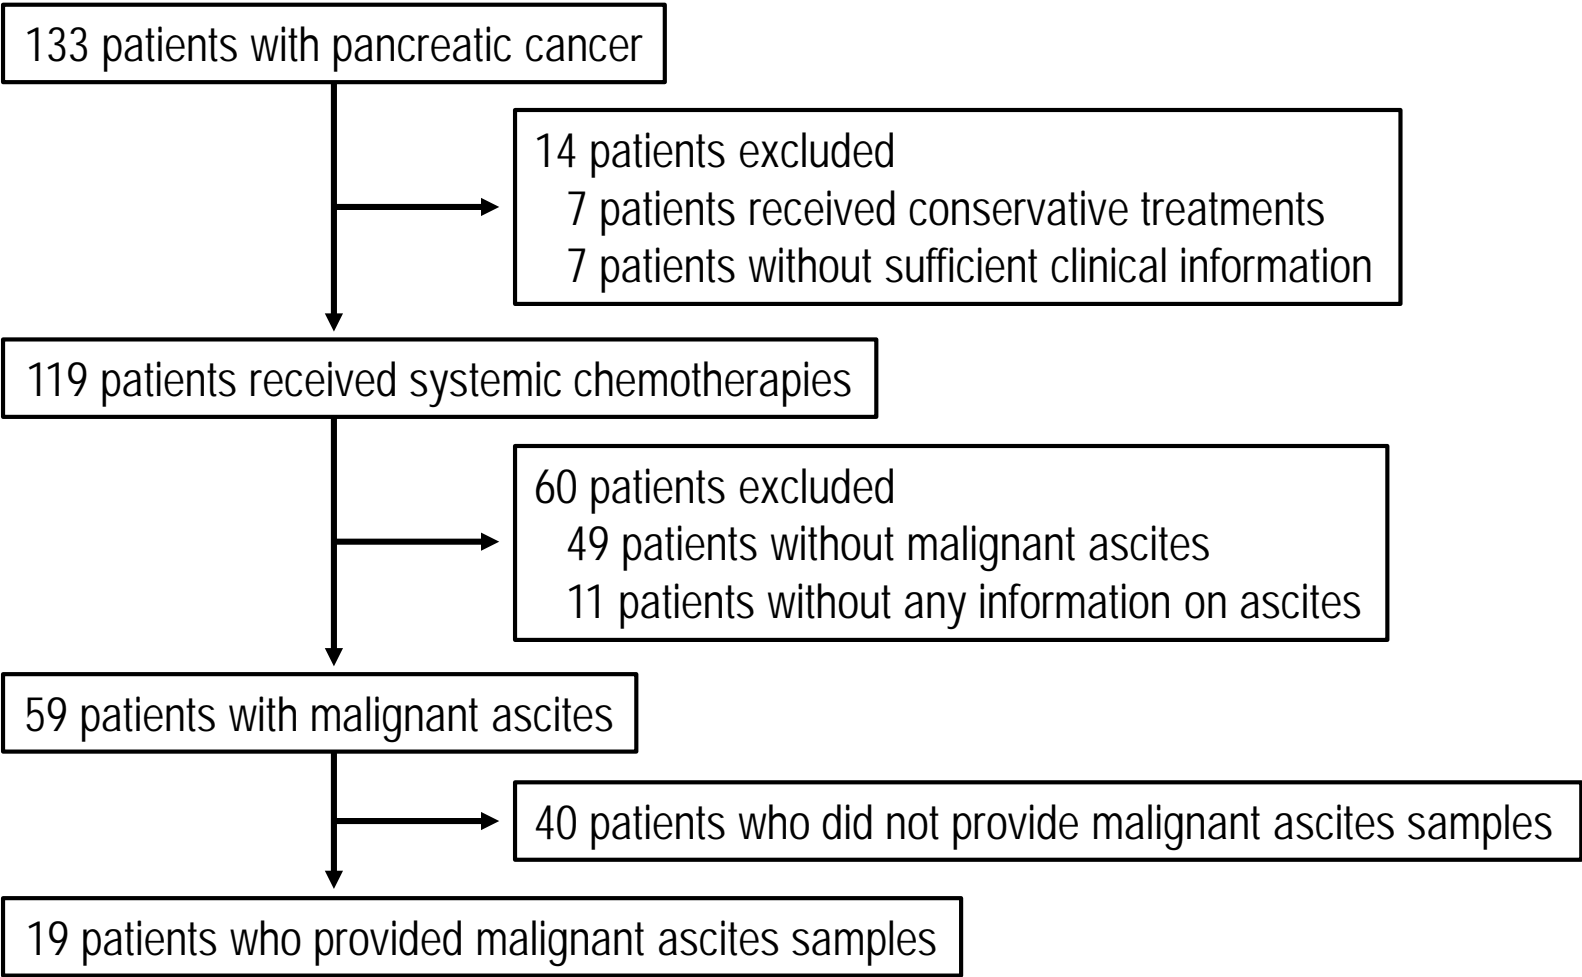 133 patients with pancreatic cancer
14 patients excluded
7 patients received conservative treatments
7 patients without sufficient clinical information
119 patients received systemic chemotherapies
60 patients excluded
49 patients without malignant ascites
11 patients without any information on ascites
59 patients with malignant ascites
40 patients who did not provide malignant ascites samples
19 patients who provided malignant ascites samples